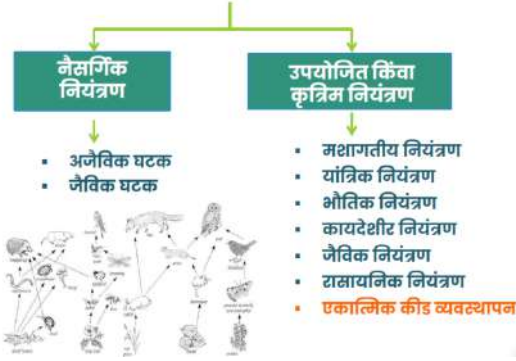 नैसर्गिक
नियंत्रण
उपयोजित किंवा
कृत्रिम नियंत्रण
▪ अजैविक घटक
▪ जैविक घटक
▪ मशागतीय नियंत्रण
▪ यांत्रिक नियंत्रण
▪ भौतिक नियंत्रण
▪ कायदेशीर नियंत्रण
▪ जैविक नियंत्रण
▪ रासायनिक नियंत्रण
▪ एकात्मिक कीड व्यवस्थापन